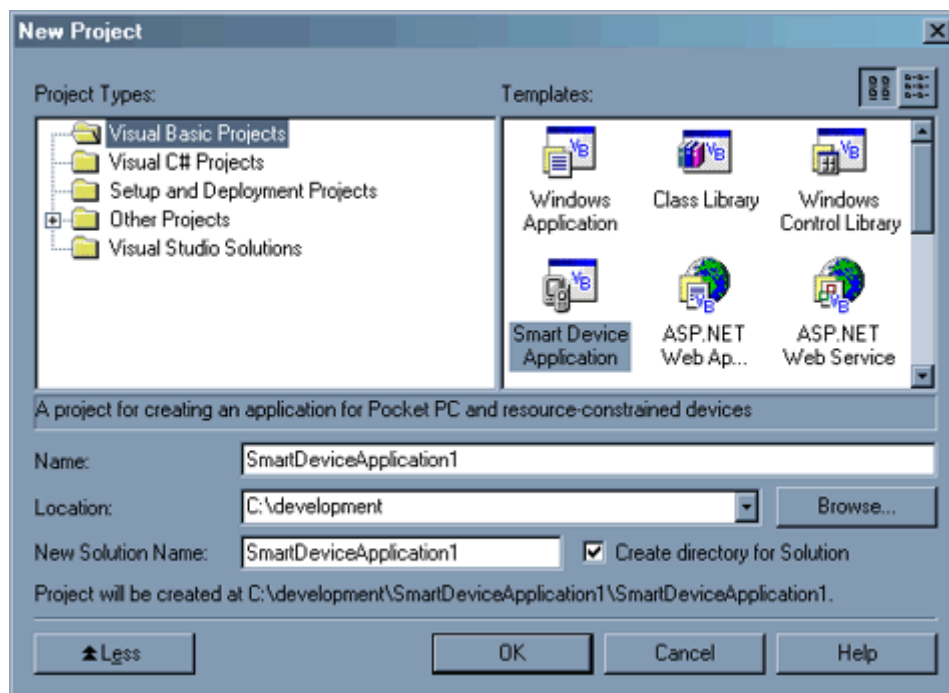 New Project
Project Types:
Templates:
Visual Basic Projects
Visual C# Projects
Setup and Deployment Projects
Other Projects
Visual Studio Solutions
Windows Application
Class Library
Windows Control Library
Smart Device Application
ASP.NET Web Ap...
ASP.NET Web Service
A project for creating an application for Pocket PC and resource-constrained devices
Name:
SmartDeviceApplication1
Location:
C:\development
Browse...
New Solution Name:
SmartDeviceApplication1
Create directory for Solution
Project will be created at C:\development\SmartDeviceApplication1\SmartDeviceApplication1.
Less
OK
Cancel
Help